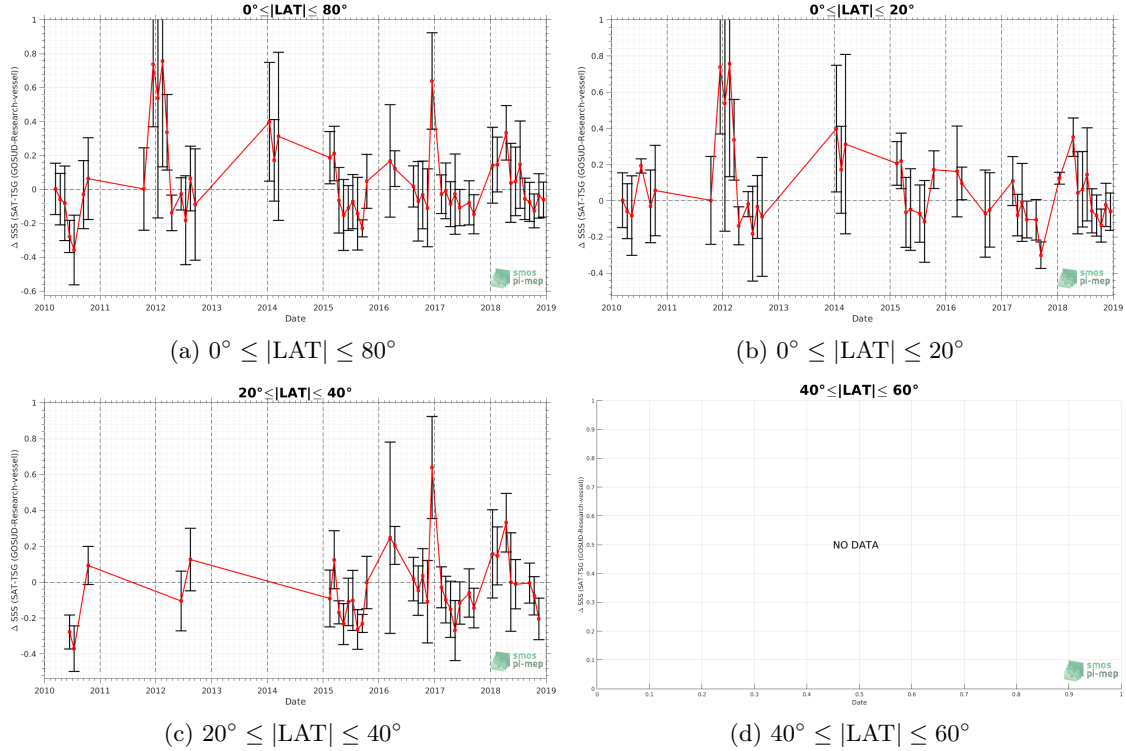 0°≤|LAT|≤ 80°
Δ SSS (SAT-TSG (GOSUD-Research-vessel))
1
0.8
0.6
0.4
0.2
0
-0.2
-0.4
-0.6
2010 2011 2012 2013 2014 2015 2016 2017 2018 2019
Date
smos
pi-mep
(a) 0° ≤ |LAT| ≤ 80°
0°≤|LAT|≤ 20°
Δ SSS (SAT-TSG (GOSUD-Research-vessel))
1
0.8
0.6
0.4
0.2
0
-0.2
-0.4
2010 2011 2012 2013 2014 2015 2016 2017 2018 2019
Date
smos
pi-mep
(b) 0° ≤ |LAT| ≤ 20°
20°≤|LAT|≤ 40°
Δ SSS (SAT-TSG (GOSUD-Research-vessel))
1
0.8
0.6
0.4
0.2
0
-0.2
-0.4
2010 2011 2012 2013 2014 2015 2016 2017 2018 2019
Date
smos
pi-mep
(c) 20° ≤ |LAT| ≤ 40°
40°≤|LAT|≤ 60°
Δ SSS (SAT-TSG (GOSUD-Research-vessel))
1
0.9
0.8
0.7
0.6
0.5
0.4
0.3
0.2
0.1
0
NO DATA
0 0.1 0.2 0.3 0.4 0.5 0.6 0.7 0.8 0.9 1
Date
smos
pi-mep
(d) 40° ≤ |LAT| ≤ 60°